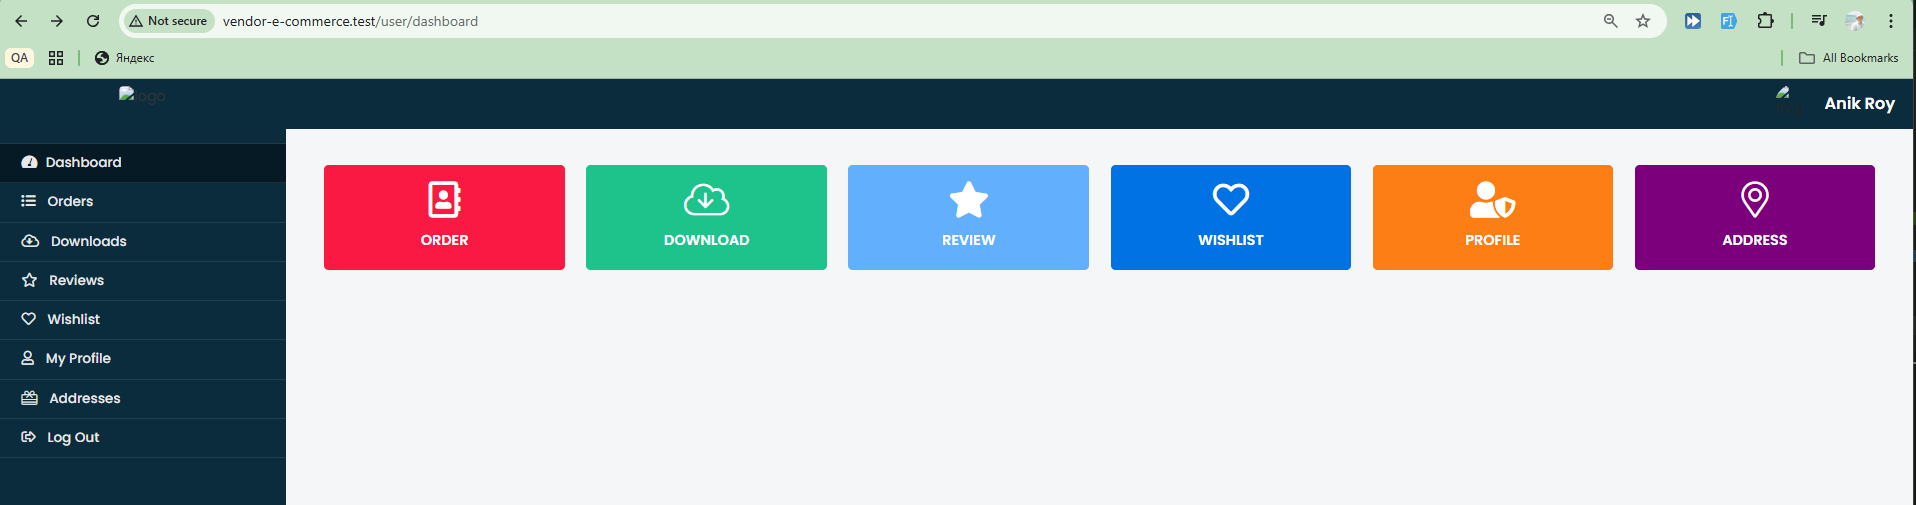 Not secure
vendor-e-commerce.test/user/dashboard
QA
Яндекс
All Bookmarks
logo
Anik Roy
Dashboard
Orders
Downloads
Reviews
Wishlist
My Profile
Addresses
Log Out
ORDER
DOWNLOAD
REVIEW
WISHLIST
PROFILE
ADDRESS